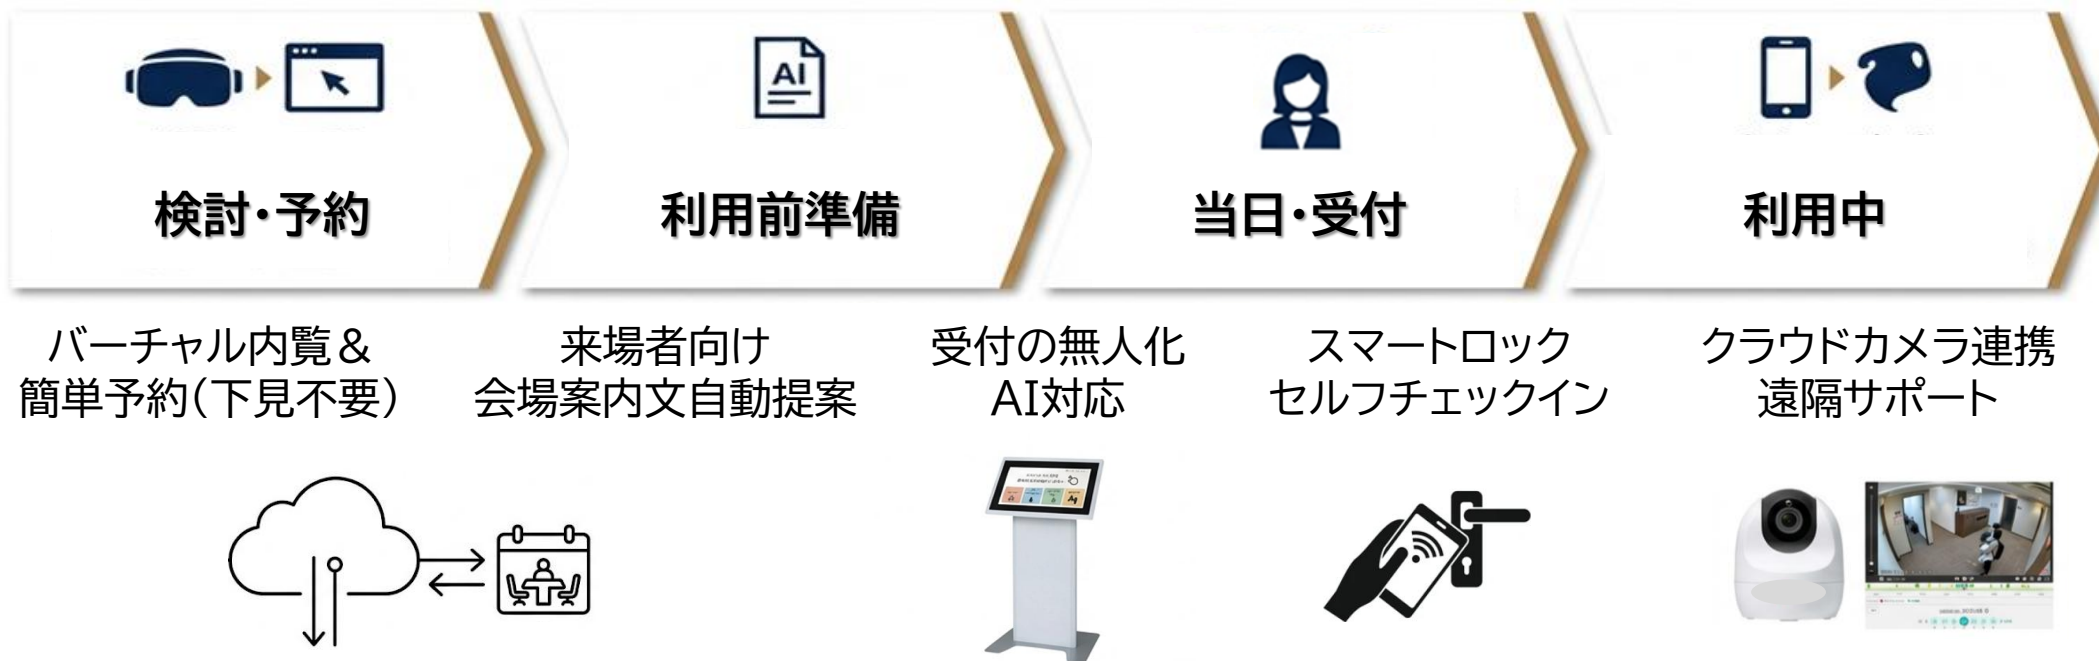 AI
検討・予約
利用前準備
当日・受付
利用中
バーチャル内覧&
簡単予約(下見不要)
来場者向け
会場案内文自動提案
受付の無人化
AI対応
スマートロック
セルフチェックイン
クラウドカメラ連携
遠隔サポート